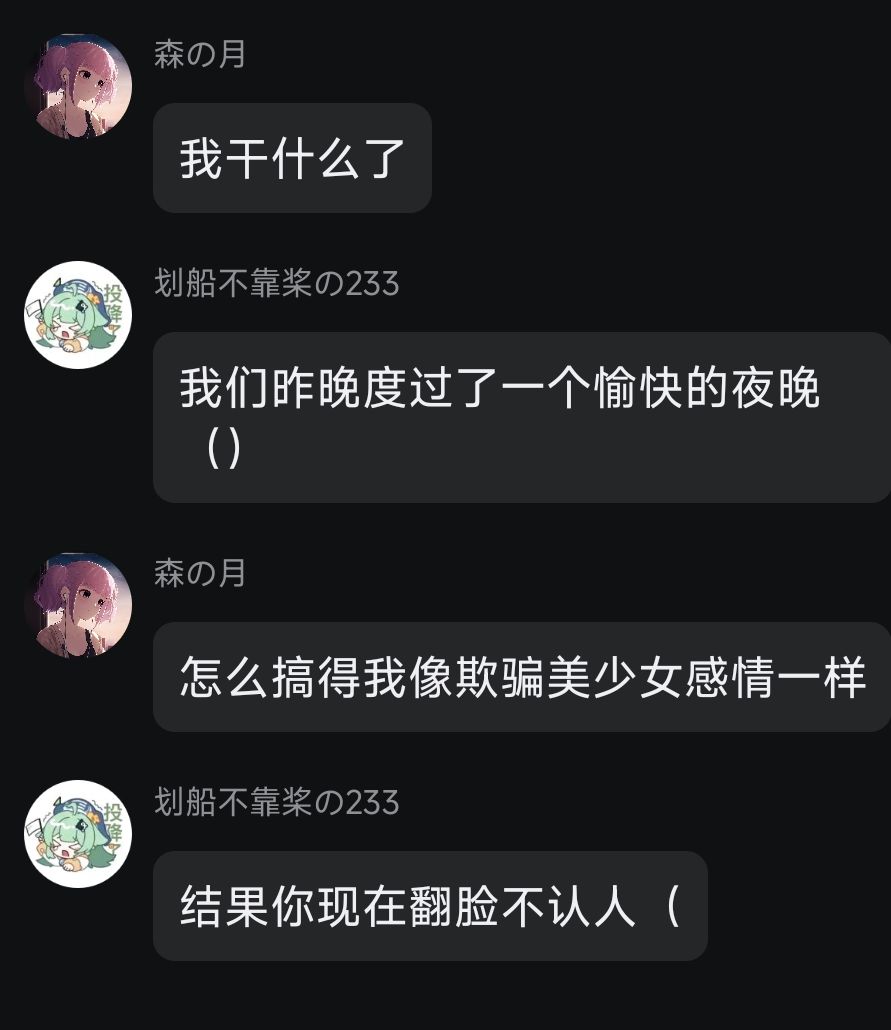 森の月
我干什么了
划船不靠桨の233
投降
我们昨晚度过了一个愉快的夜晚
（）
森の月
怎么搞得我像欺骗美少女感情一样
划船不靠桨の233
投降
结果你现在翻脸不认人（